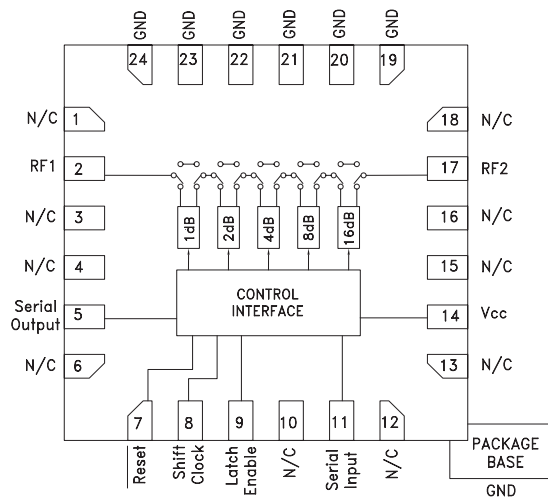 GND GND GND GND GND GND
24 23 22 21 20 19
N/C 1 18 N/C
RF1 2 17 RF2
N/C 3 16 N/C
1dB 2dB 4dB 8dB 16dB
N/C 4 15 N/C
CONTROL
INTERFACE
Serial
Output
5 14 Vcc
N/C 6 13 N/C
7 8 9 10 11 12
Reset
Shift
Clock
Latch
Enable
N/C
Serial
Input
N/C
PACKAGE
BASE
GND